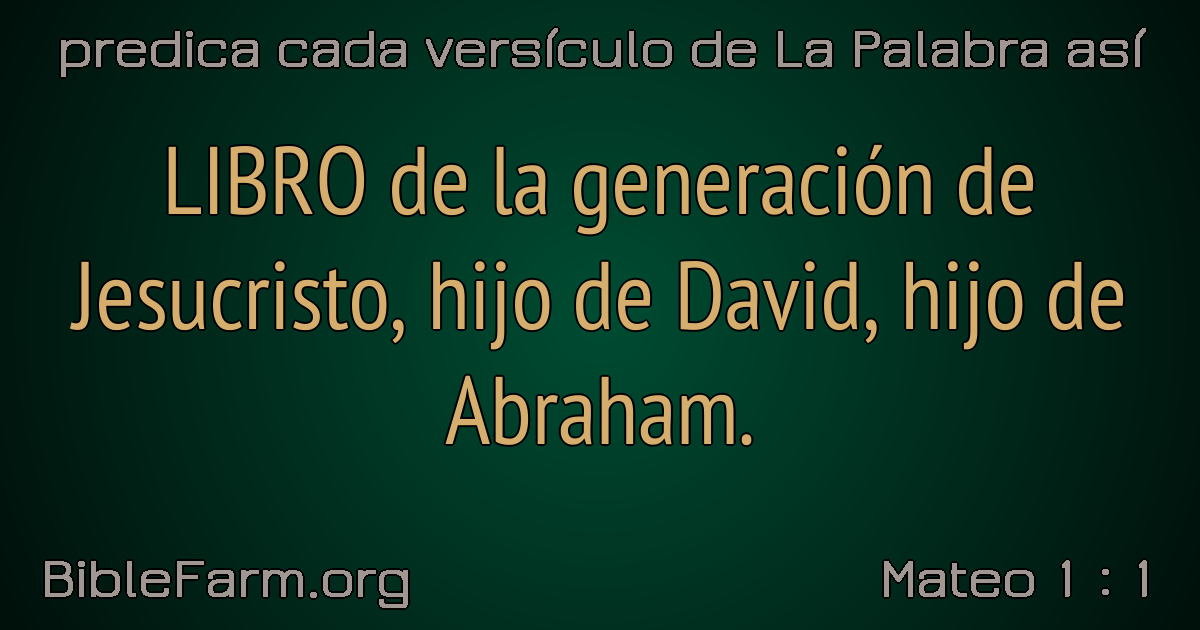 predica cada versículo de La Palabra así
LIBRO de la generación de
Jesucristo, hijo de David, hijo de
Abraham.
BibleFarm.org
Mateo 1 : 1